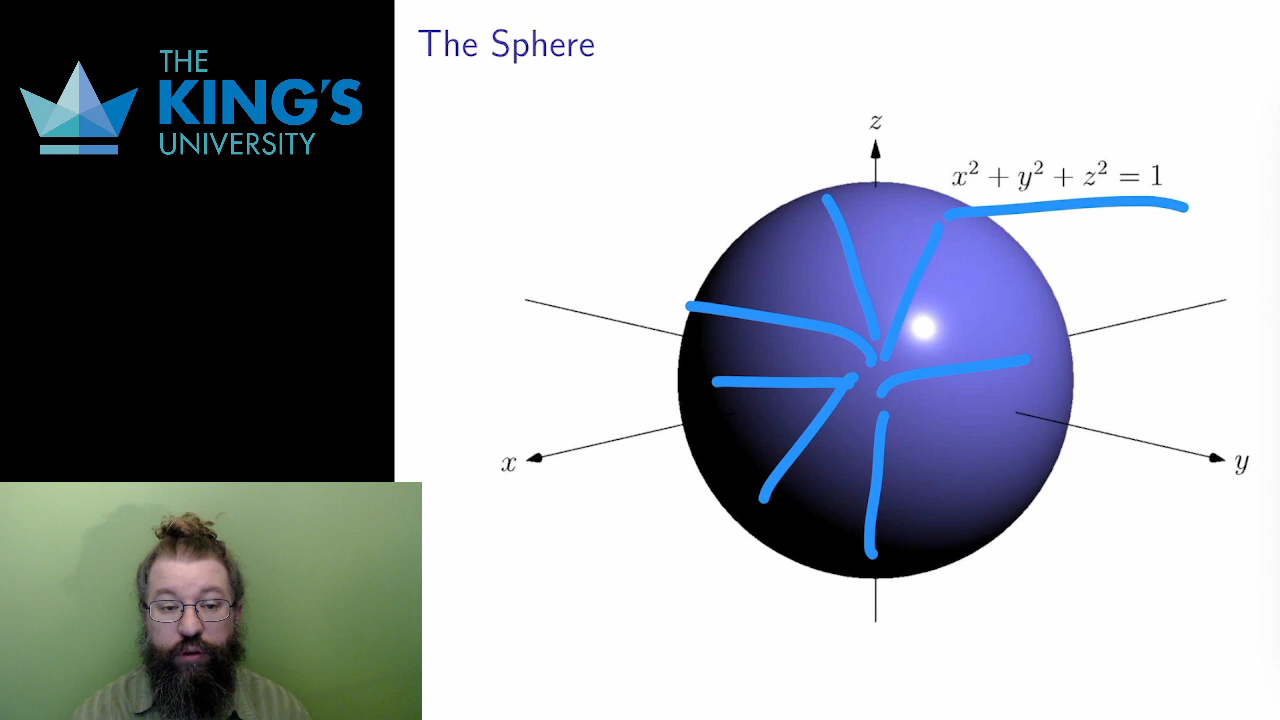 THE
KING'S
UNIVERSITY
The Sphere
z
x² + y² + z² = 1
x
y